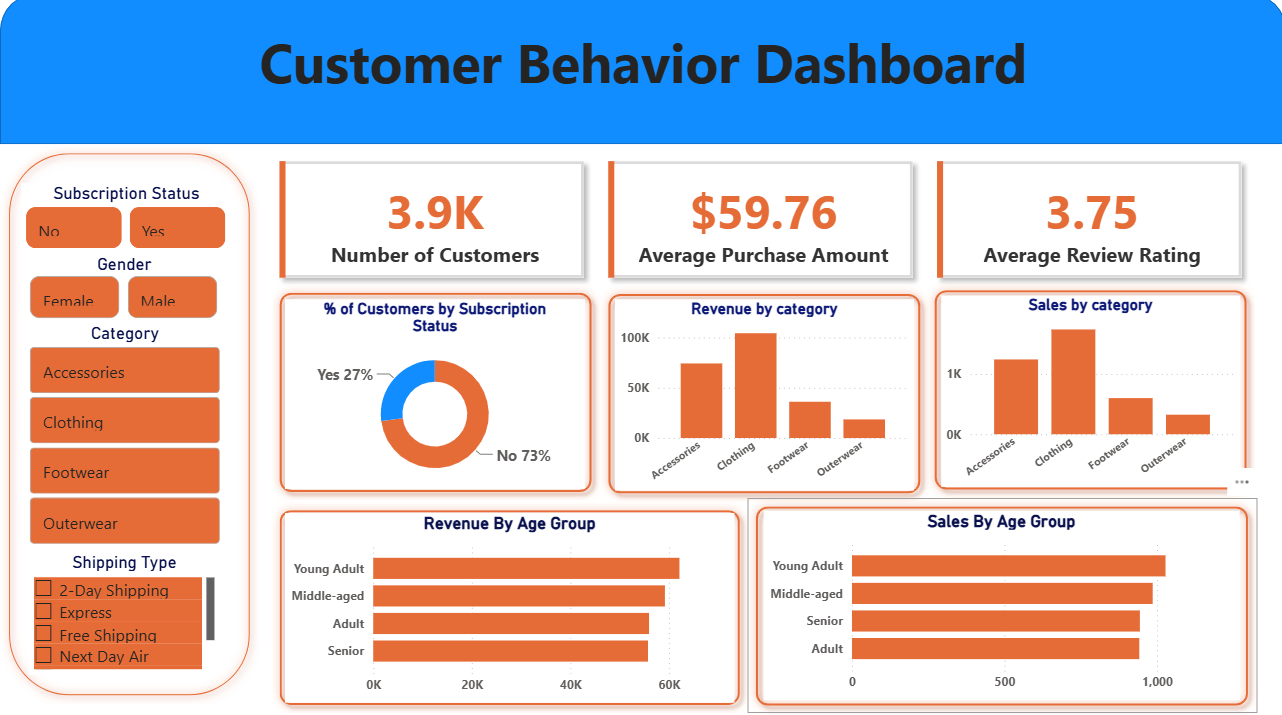 Customer Behavior Dashboard
Subscription Status
No
Yes
Gender
Female
Male
Category
Accessories
Clothing
Footwear
Outerwear
Shipping Type
2-Day Shipping
Express
Free Shipping
Next Day Air
3.9K
Number of Customers
$59.76
Average Purchase Amount
3.75
Average Review Rating
% of Customers by Subscription
Status
Yes 27%
No 73%
Revenue by category
100K
50K
0K
Accessories
Clothing
Footwear
Outerwear
Sales by category
1K
0K
Accessories
Clothing
Footwear
Outerwear
Revenue By Age Group
Young Adult
Middle-aged
Adult
Senior
0K
20K
40K
60K
Sales By Age Group
Young Adult
Middle-aged
Senior
Adult
0
500
1,000